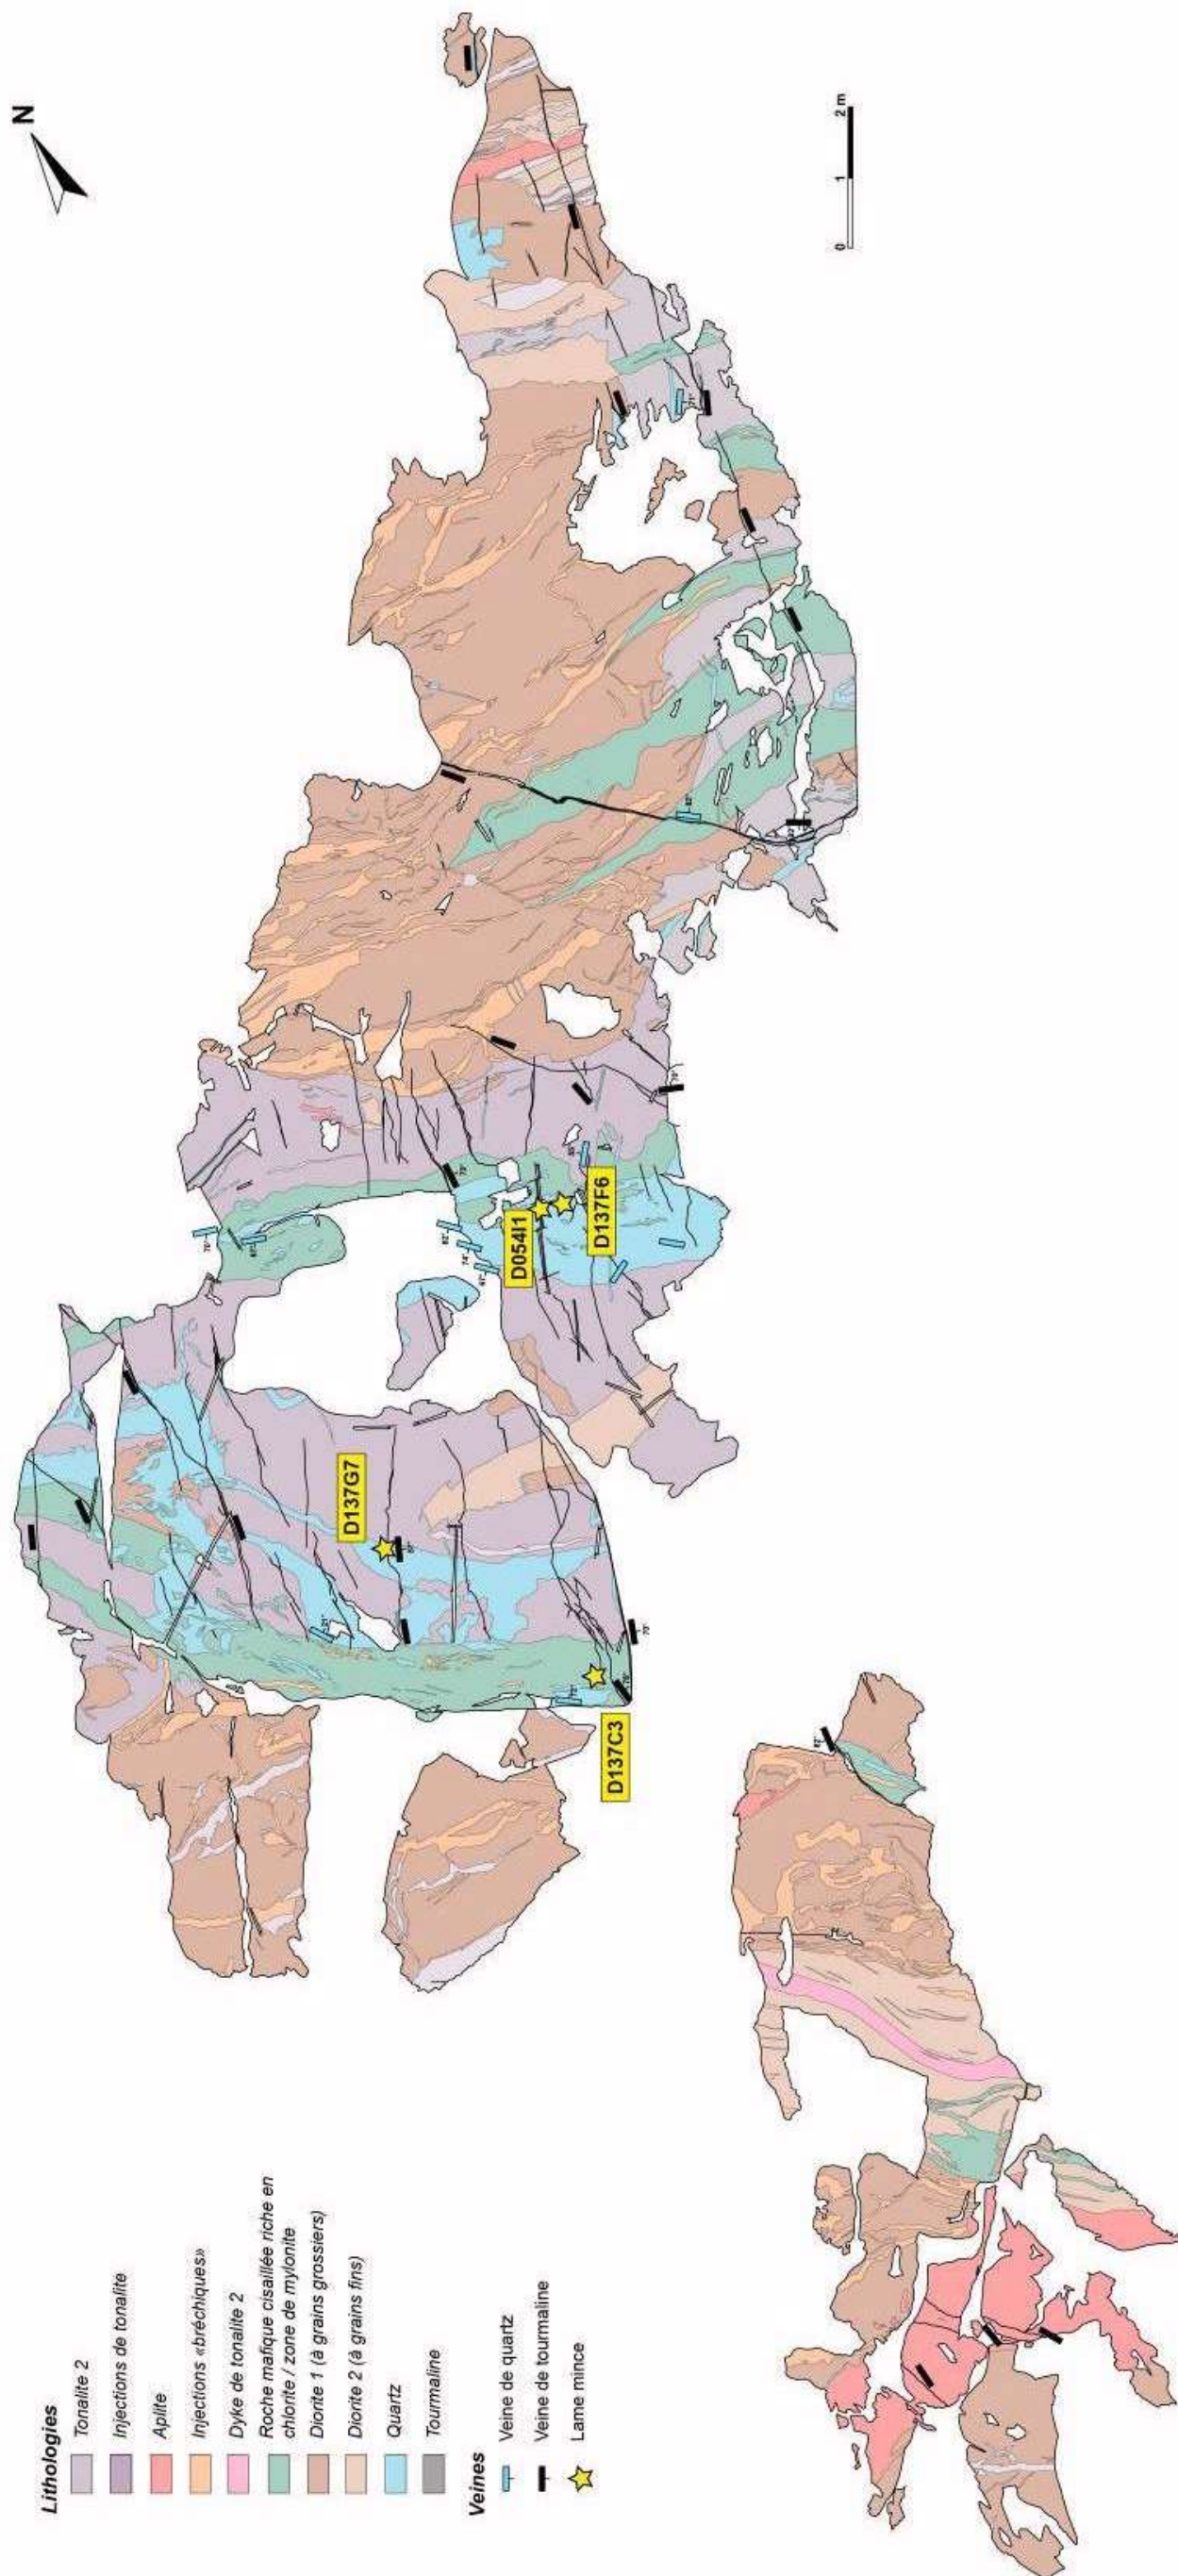 N
0
1
2 m
D054I1
D137F6
D137G7
D137C3
Lithologies
Tonalite 2
Injections de tonalite
Aplite
Injections «bréchiques»
Dyke de tonalite 2
Roche mafique cisaillée riche en
chlorite / zone de mylonite
Diorite 1 (à grains grossiers)
Diorite 2 (à grains fins)
Quartz
Tourmaline
Veines
Veine de quartz
Veine de tourmaline
Lame mince